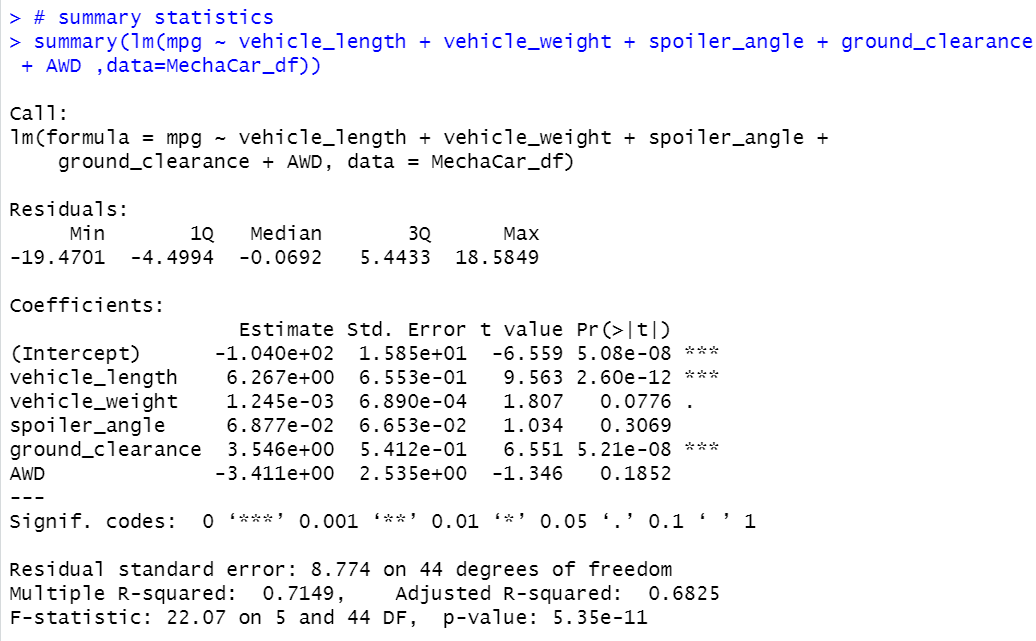 > # summary statistics
> summary(lm(mpg ~ vehicle_length + vehicle_weight + spoiler_angle + ground_clearance
 + AWD ,data=MechaCar_df))

Call:
lm(formula = mpg ~ vehicle_length + vehicle_weight + spoiler_angle +
    ground_clearance + AWD, data = MechaCar_df)

Residuals:
     Min       1Q   Median       3Q      Max
-19.4701  -4.4994  -0.0692   5.4433  18.5849

Coefficients:
                   Estimate Std. Error t value Pr(>|t|)
(Intercept)      -1.040e+02  1.585e+01  -6.559 5.08e-08 ***
vehicle_length    6.267e+00  6.553e-01   9.563 2.60e-12 ***
vehicle_weight    1.245e-03  6.890e-04   1.807   0.0776 .
spoiler_angle     6.877e-02  6.653e-02   1.034   0.3069
ground_clearance  3.546e+00  5.412e-01   6.551 5.21e-08 ***
AWD              -3.411e+00  2.535e+00  -1.346   0.1852
---
Signif. codes:  0 ‘***’ 0.001 ‘**’ 0.01 ‘*’ 0.05 ‘.’ 0.1 ‘ ’ 1

Residual standard error: 8.774 on 44 degrees of freedom
Multiple R-squared:  0.7149,    Adjusted R-squared:  0.6825
F-statistic: 22.07 on 5 and 44 DF,  p-value: 5.35e-11